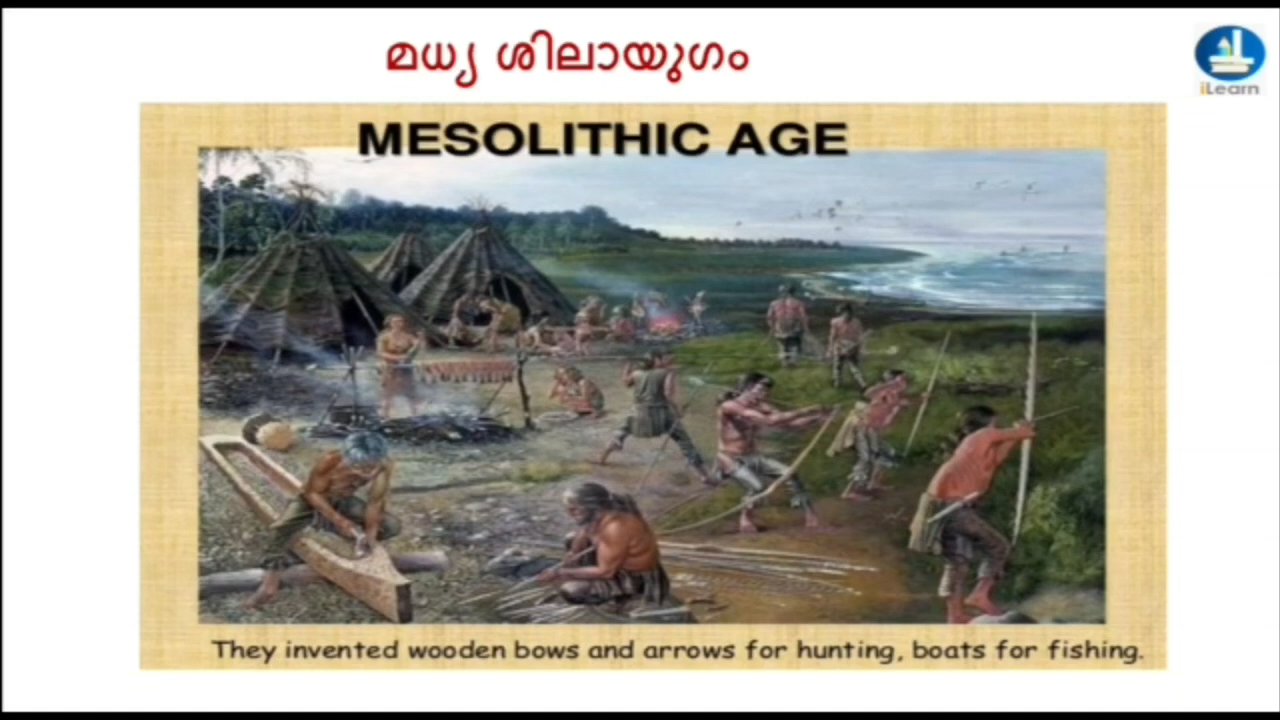 മധ്യ ശിലായുഗം
iLearn
MESOLITHIC AGE
They invented wooden bows and arrows for hunting, boats for fishing.